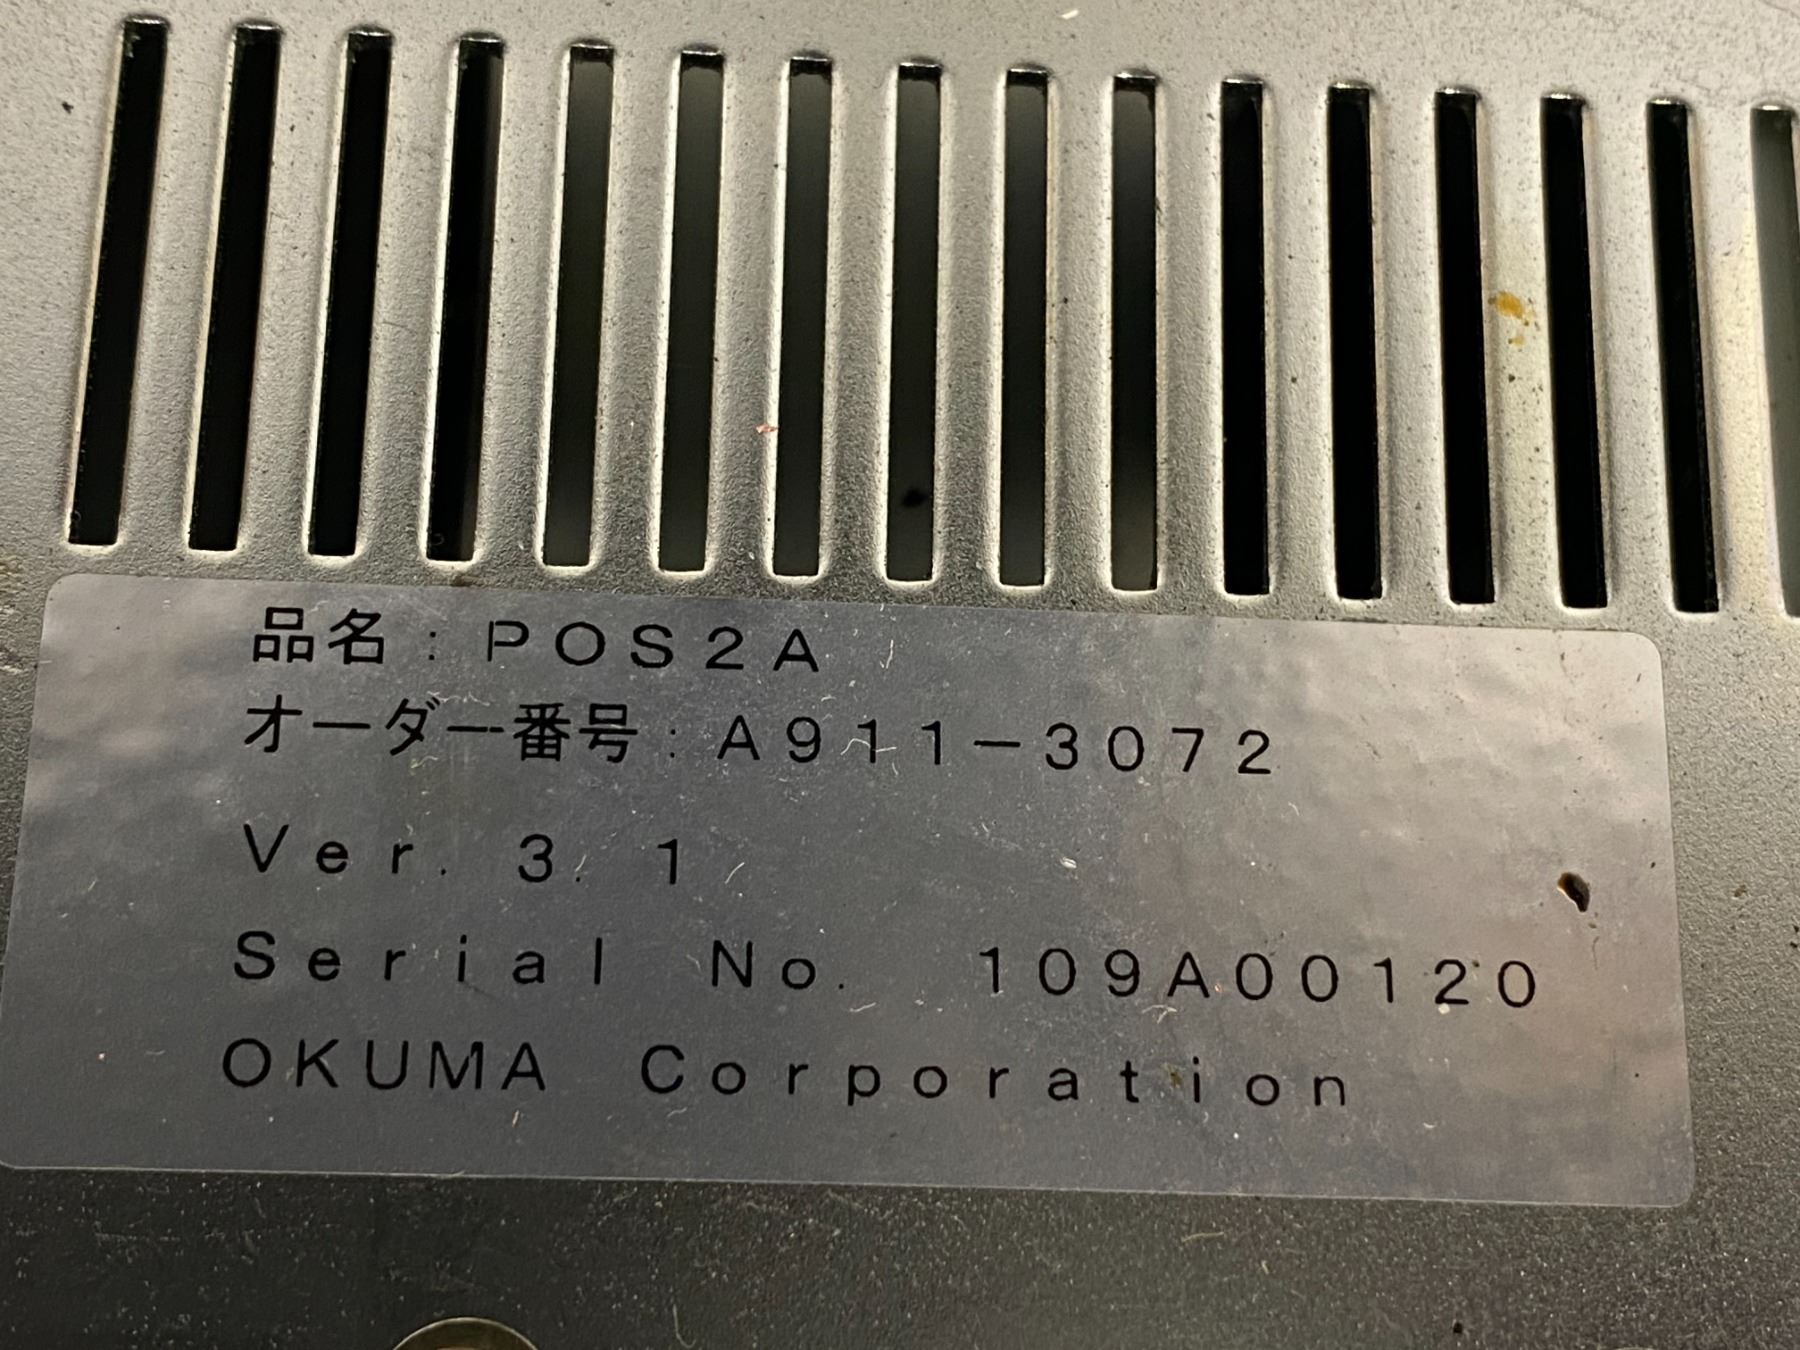 品名：POS2A
オーダー番号：A911-3072
Ver. 3. 1
Serial No. 109A00120
OKUMA Corporation